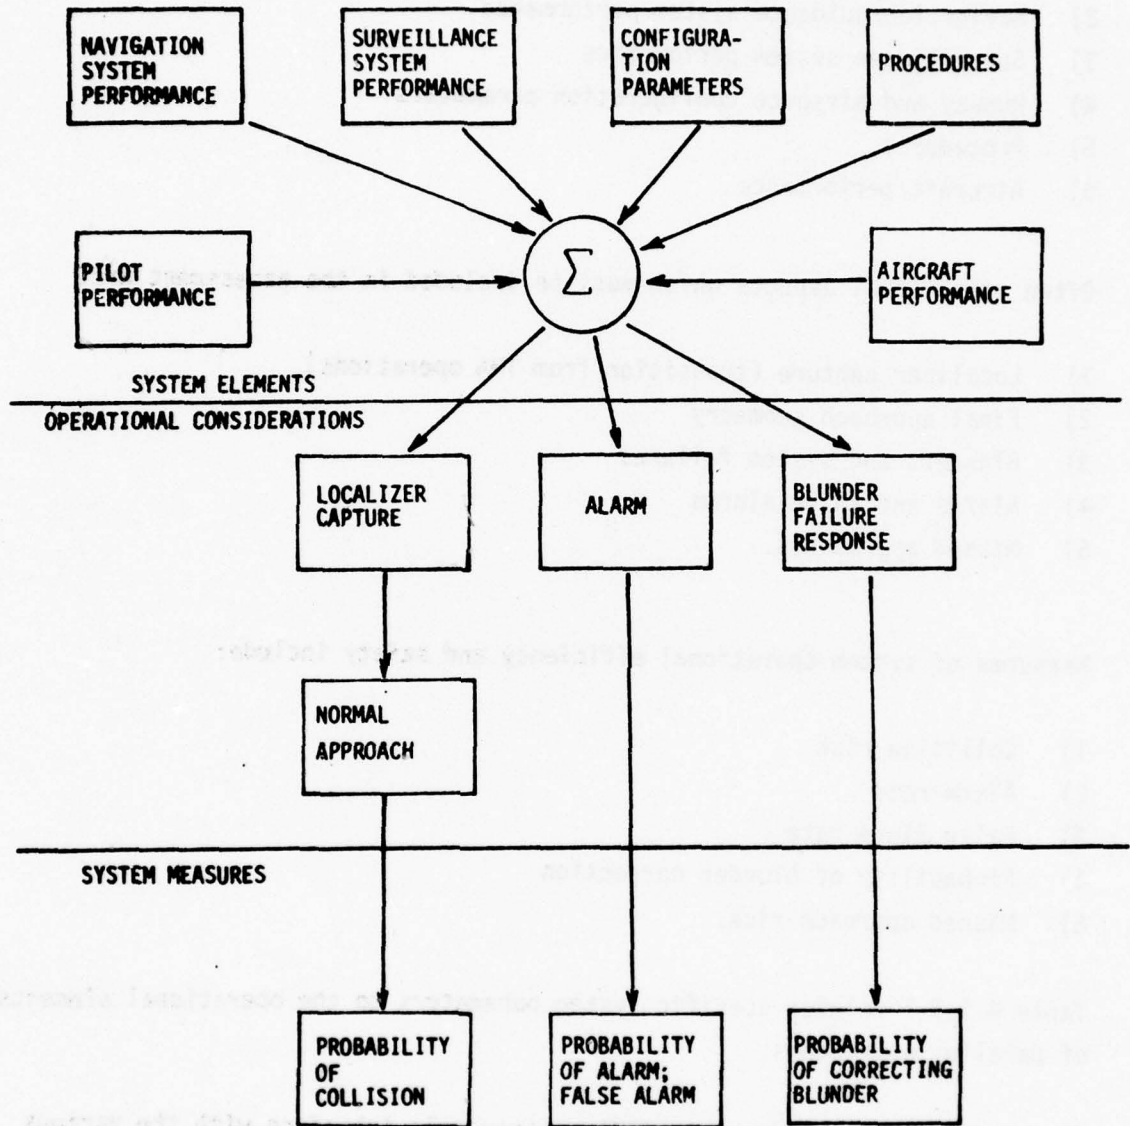 NAVIGATION
SYSTEM
PERFORMANCE
SURVEILLANCE
SYSTEM
PERFORMANCE
CONFIGURA-
TION
PARAMETERS
PROCEDURES
PILOT
PERFORMANCE
Σ
AIRCRAFT
PERFORMANCE
SYSTEM ELEMENTS
OPERATIONAL CONSIDERATIONS
LOCALIZER
CAPTURE
ALARM
BLUNDER
FAILURE
RESPONSE
NORMAL
APPROACH
SYSTEM MEASURES
PROBABILITY
OF
COLLISION
PROBABILITY
OF ALARM;
FALSE ALARM
PROBABILITY
OF CORRECTING
BLUNDER